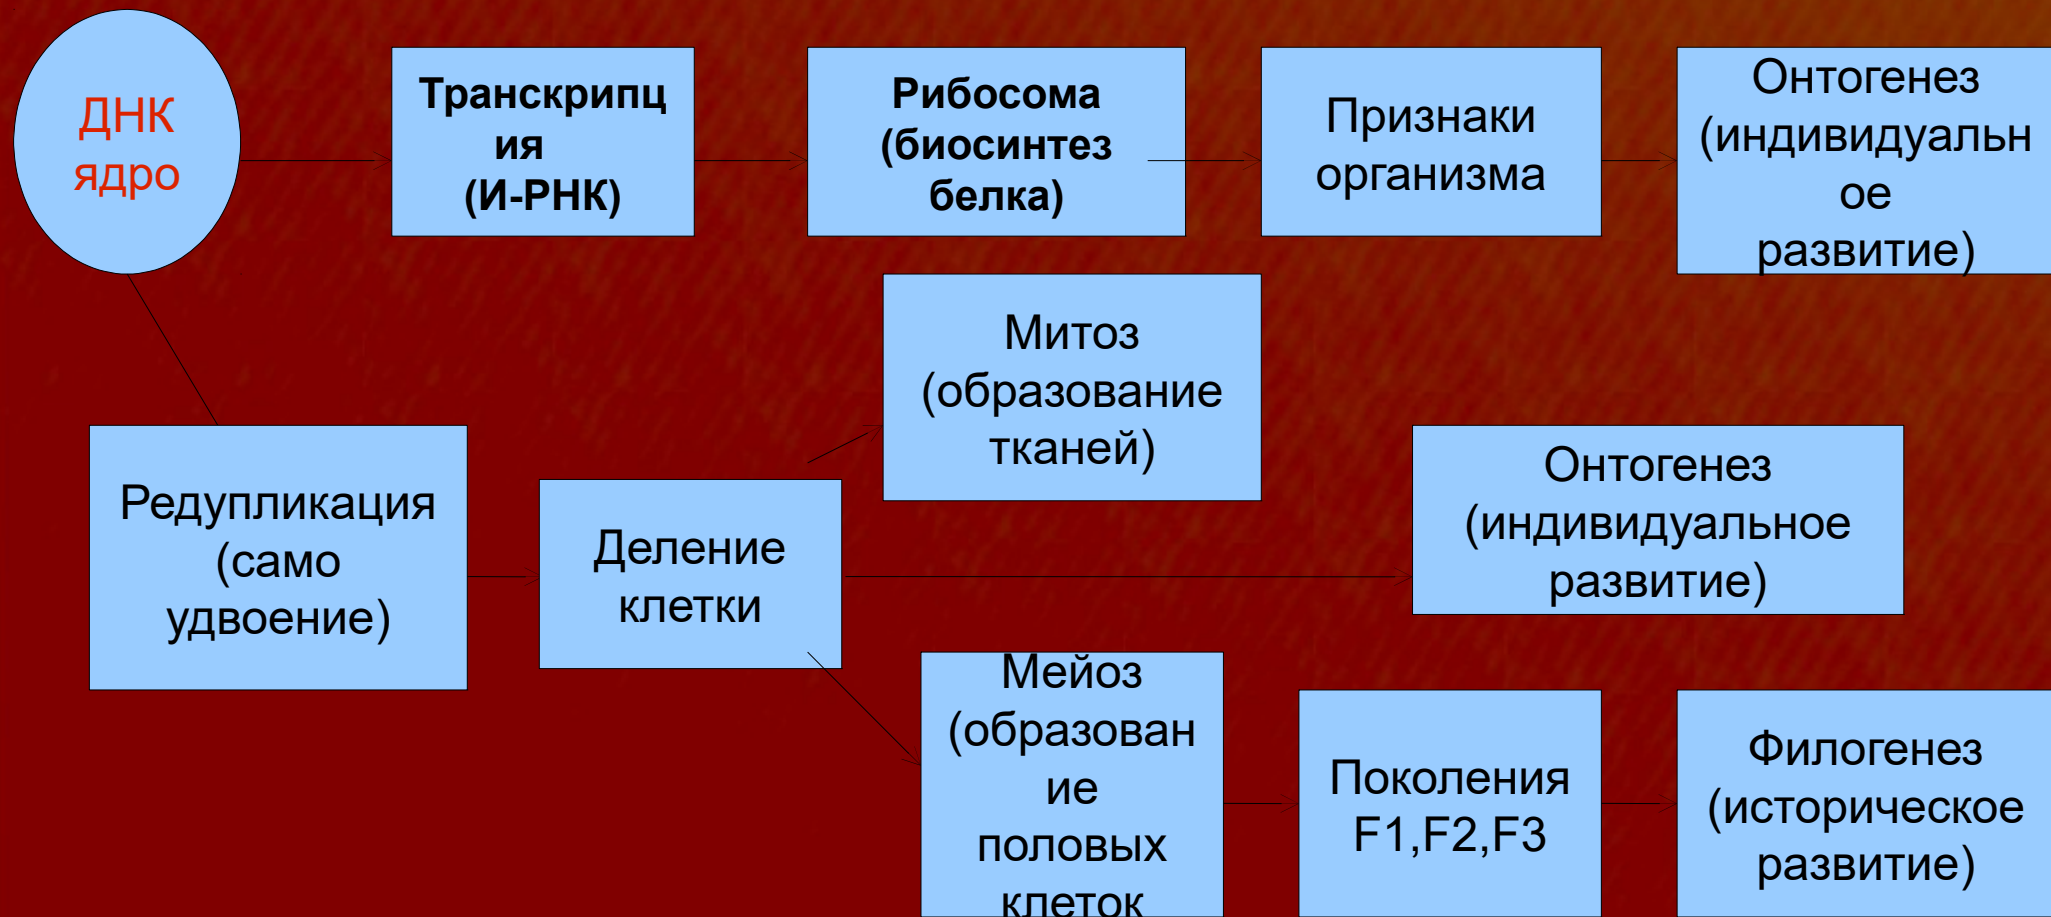 ДНК
ядро
Транскрипц
ия
(И-РНК)
Рибосома
(биосинтез
белка)
Признаки
организма
Онтогенез
(индивидуальн
ое
развитие)
Митоз
(образование
тканей)
Редупликация
(само
удвоение)
Деление
клетки
Онтогенез
(индивидуальное
развитие)
Мейоз
(образован
ие
половых
клеток
Поколения
F1,F2,F3
Филогенез
(историческое
развитие)